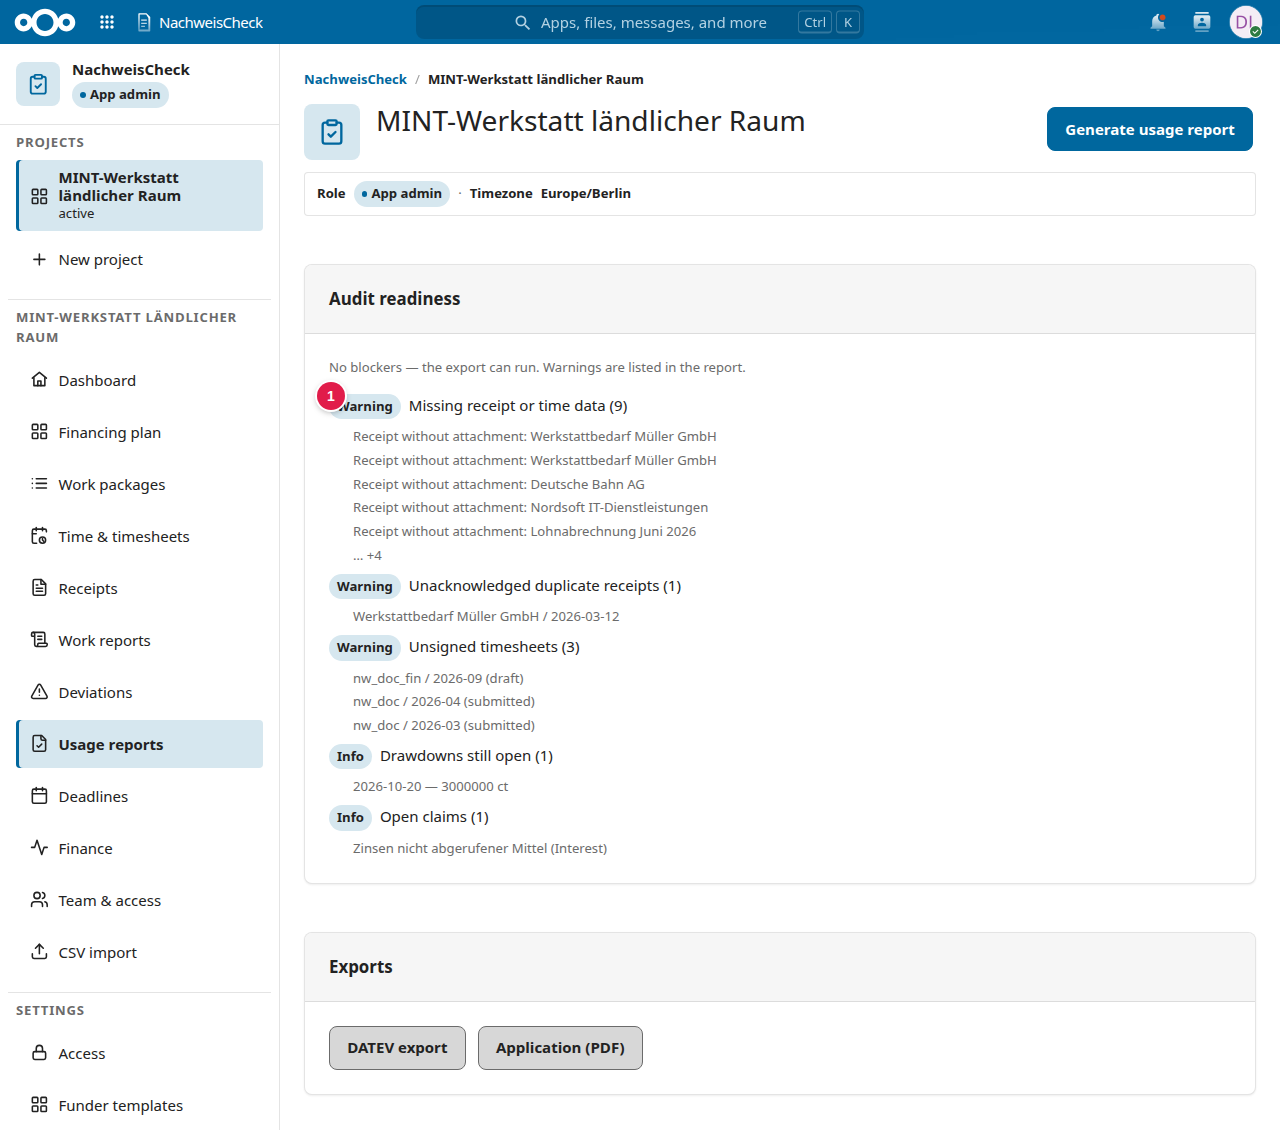 NachweisCheck
Apps, files, messages, and more
Ctrl
K
DI
NachweisCheck
App admin
PROJECTS
MINT-Werkstatt
ländlicher Raum
active
New project
MINT-WERKSTATT LÄNDLICHER
RAUM
Dashboard
Financing plan
Work packages
Time & timesheets
Receipts
Work reports
Deviations
Usage reports
Deadlines
Finance
Team & access
CSV import
SETTINGS
Access
Funder templates
NachweisCheck / MINT-Werkstatt ländlicher Raum
MINT-Werkstatt ländlicher Raum
Generate usage report
Role App admin · Timezone Europe/Berlin
Audit readiness
No blockers — the export can run. Warnings are listed in the report.
1
Warning Missing receipt or time data (9)
Receipt without attachment: Werkstattbedarf Müller GmbH
Receipt without attachment: Werkstattbedarf Müller GmbH
Receipt without attachment: Deutsche Bahn AG
Receipt without attachment: Nordsoft IT-Dienstleistungen
Receipt without attachment: Lohnabrechnung Juni 2026
... +4
Warning Unacknowledged duplicate receipts (1)
Werkstattbedarf Müller GmbH / 2026-03-12
Warning Unsigned timesheets (3)
nw_doc_fin / 2026-09 (draft)
nw_doc / 2026-04 (submitted)
nw_doc / 2026-03 (submitted)
Info Drawdowns still open (1)
2026-10-20 — 3000000 ct
Info Open claims (1)
Zinsen nicht abgerufener Mittel (Interest)
Exports
DATEV export
Application (PDF)